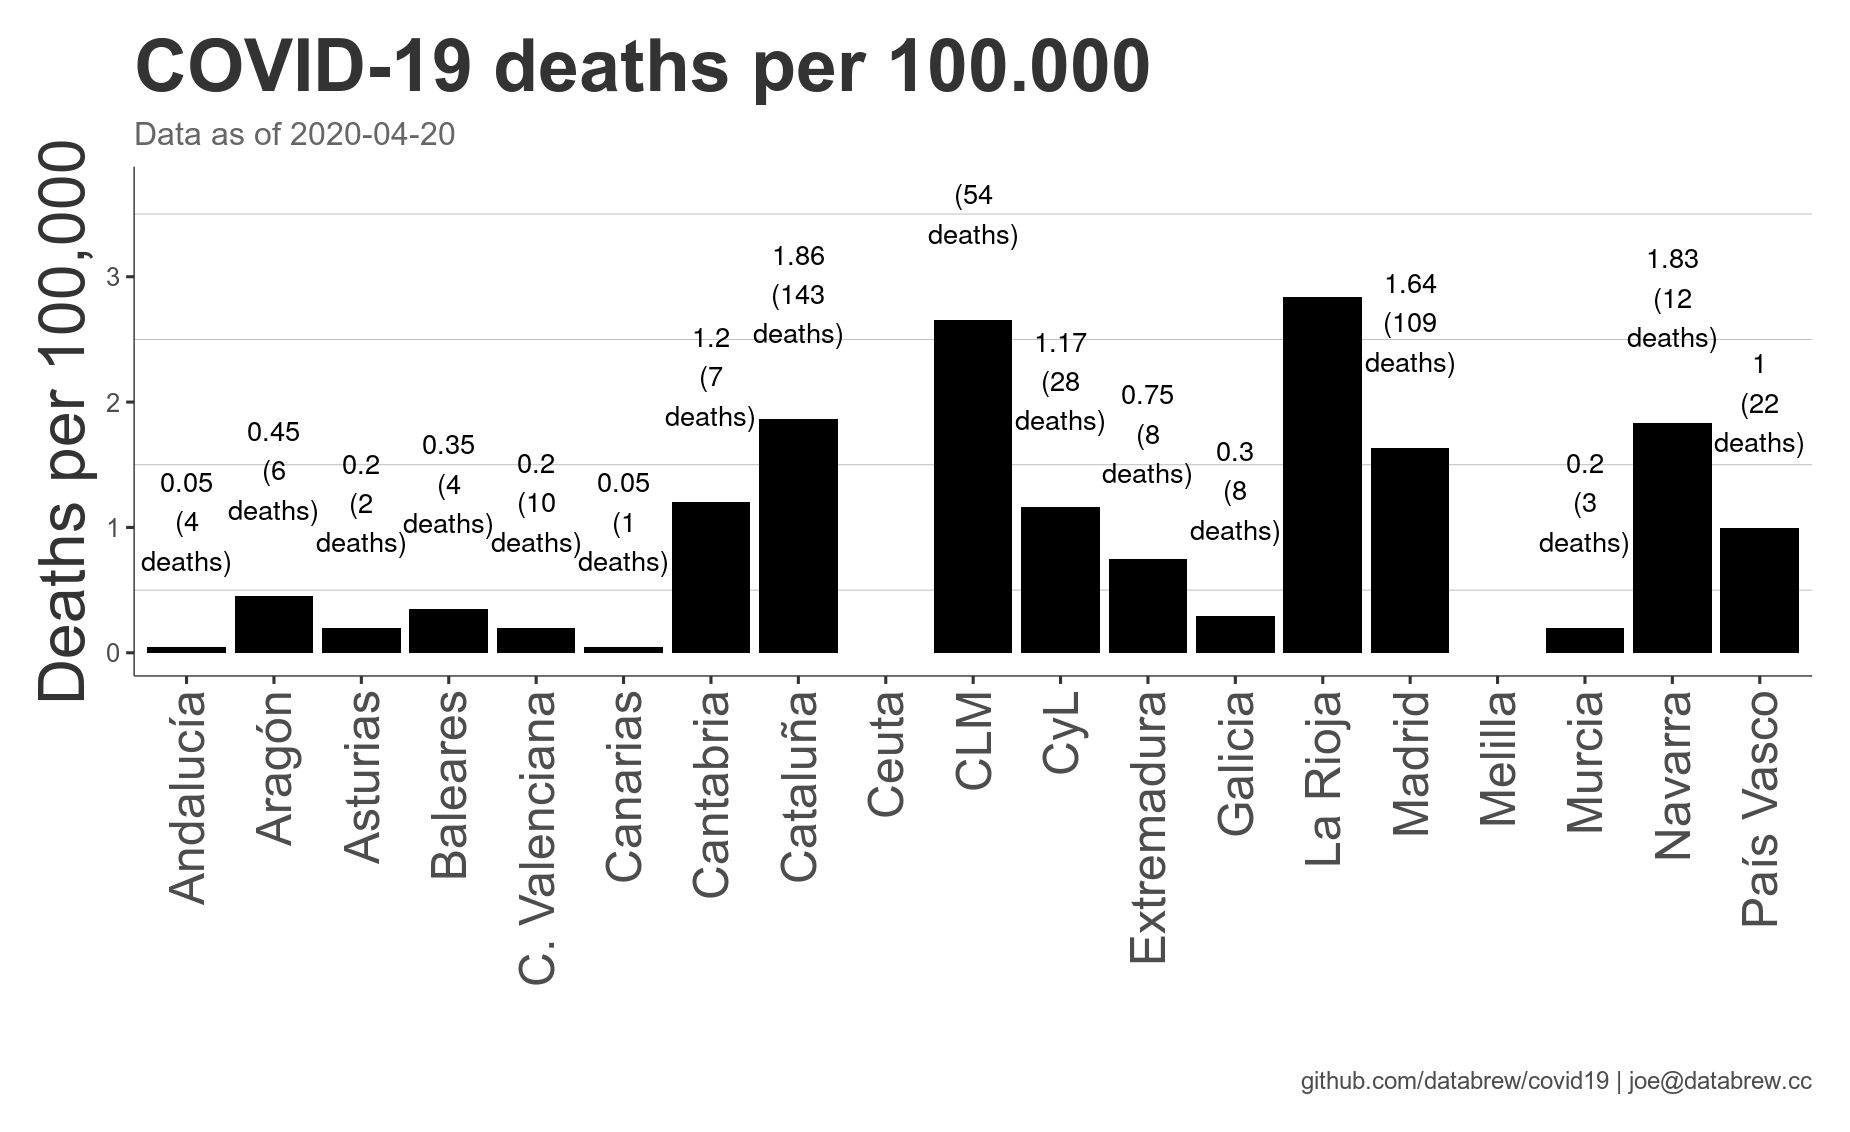 COVID-19 deaths per 100.000
Data as of 2020-04-20
Deaths per 100,000
3
2
1
0
0.05
(4
deaths)
0.45
(6
deaths)
0.2
(2
deaths)
0.35
(4
deaths)
0.2
(10
deaths)
0.05
(1
deaths)
1.2
(7
deaths)
1.86
(143
deaths)
(54
deaths)
1.17
(28
deaths)
0.75
(8
deaths)
0.3
(8
deaths)
1.64
(109
deaths)
0.2
(3
deaths)
1.83
(12
deaths)
1
(22
deaths)
Andalucía
Aragón
Asturias
Baleares
C. Valenciana
Canarias
Cantabria
Cataluña
Ceuta
CLM
CyL
Extremadura
Galicia
La Rioja
Madrid
Melilla
Murcia
Navarra
País Vasco
github.com/databrew/covid19 | joe@databrew.cc